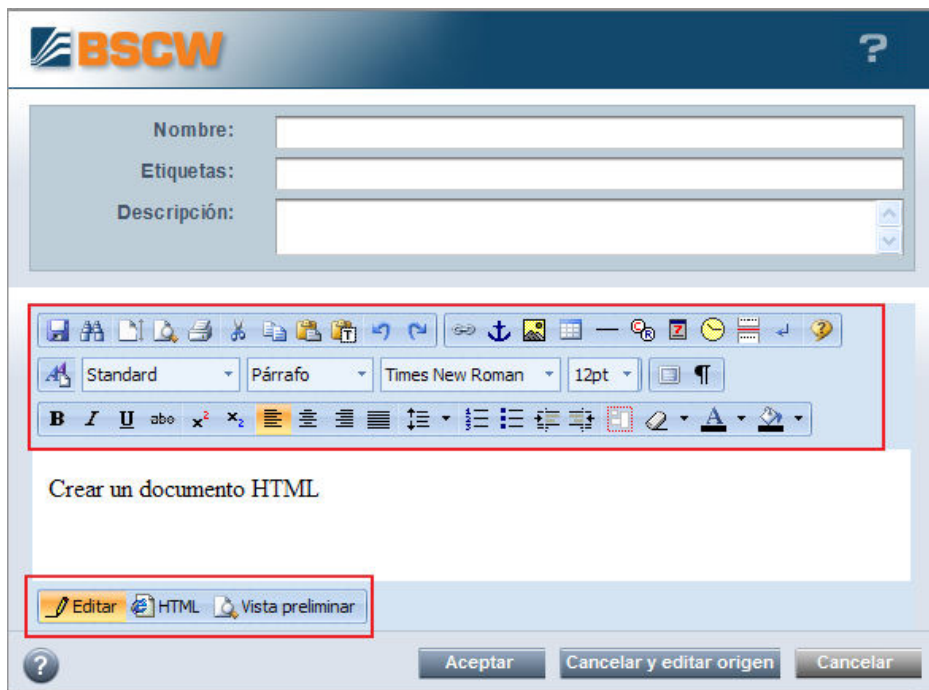 BSCW
?
Nombre:
Etiquetas:
Descripción:
Standard Párrafo Times New Roman 12pt ¶
B I U abc x² x₂ A
Crear un documento HTML
Editar HTML Vista preliminar
? Aceptar Cancelar y editar origen Cancelar